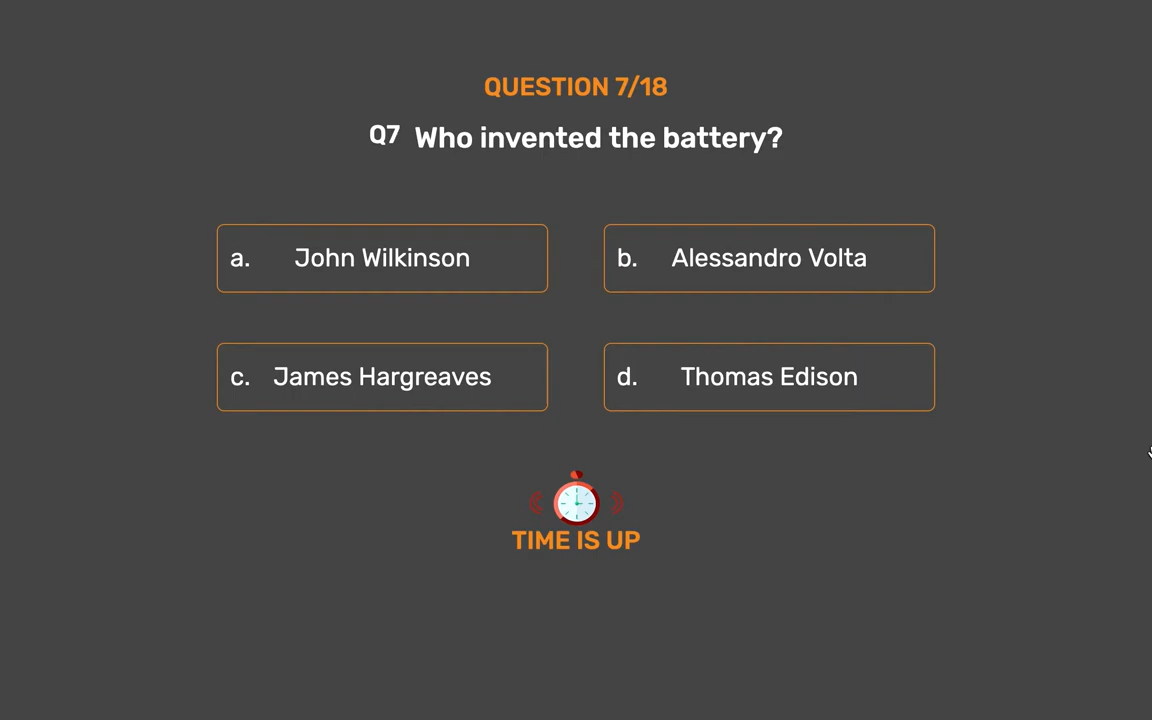 QUESTION 7/18
Q7 Who invented the battery?
a. John Wilkinson
b. Alessandro Volta
c. James Hargreaves
d. Thomas Edison
TIME IS UP